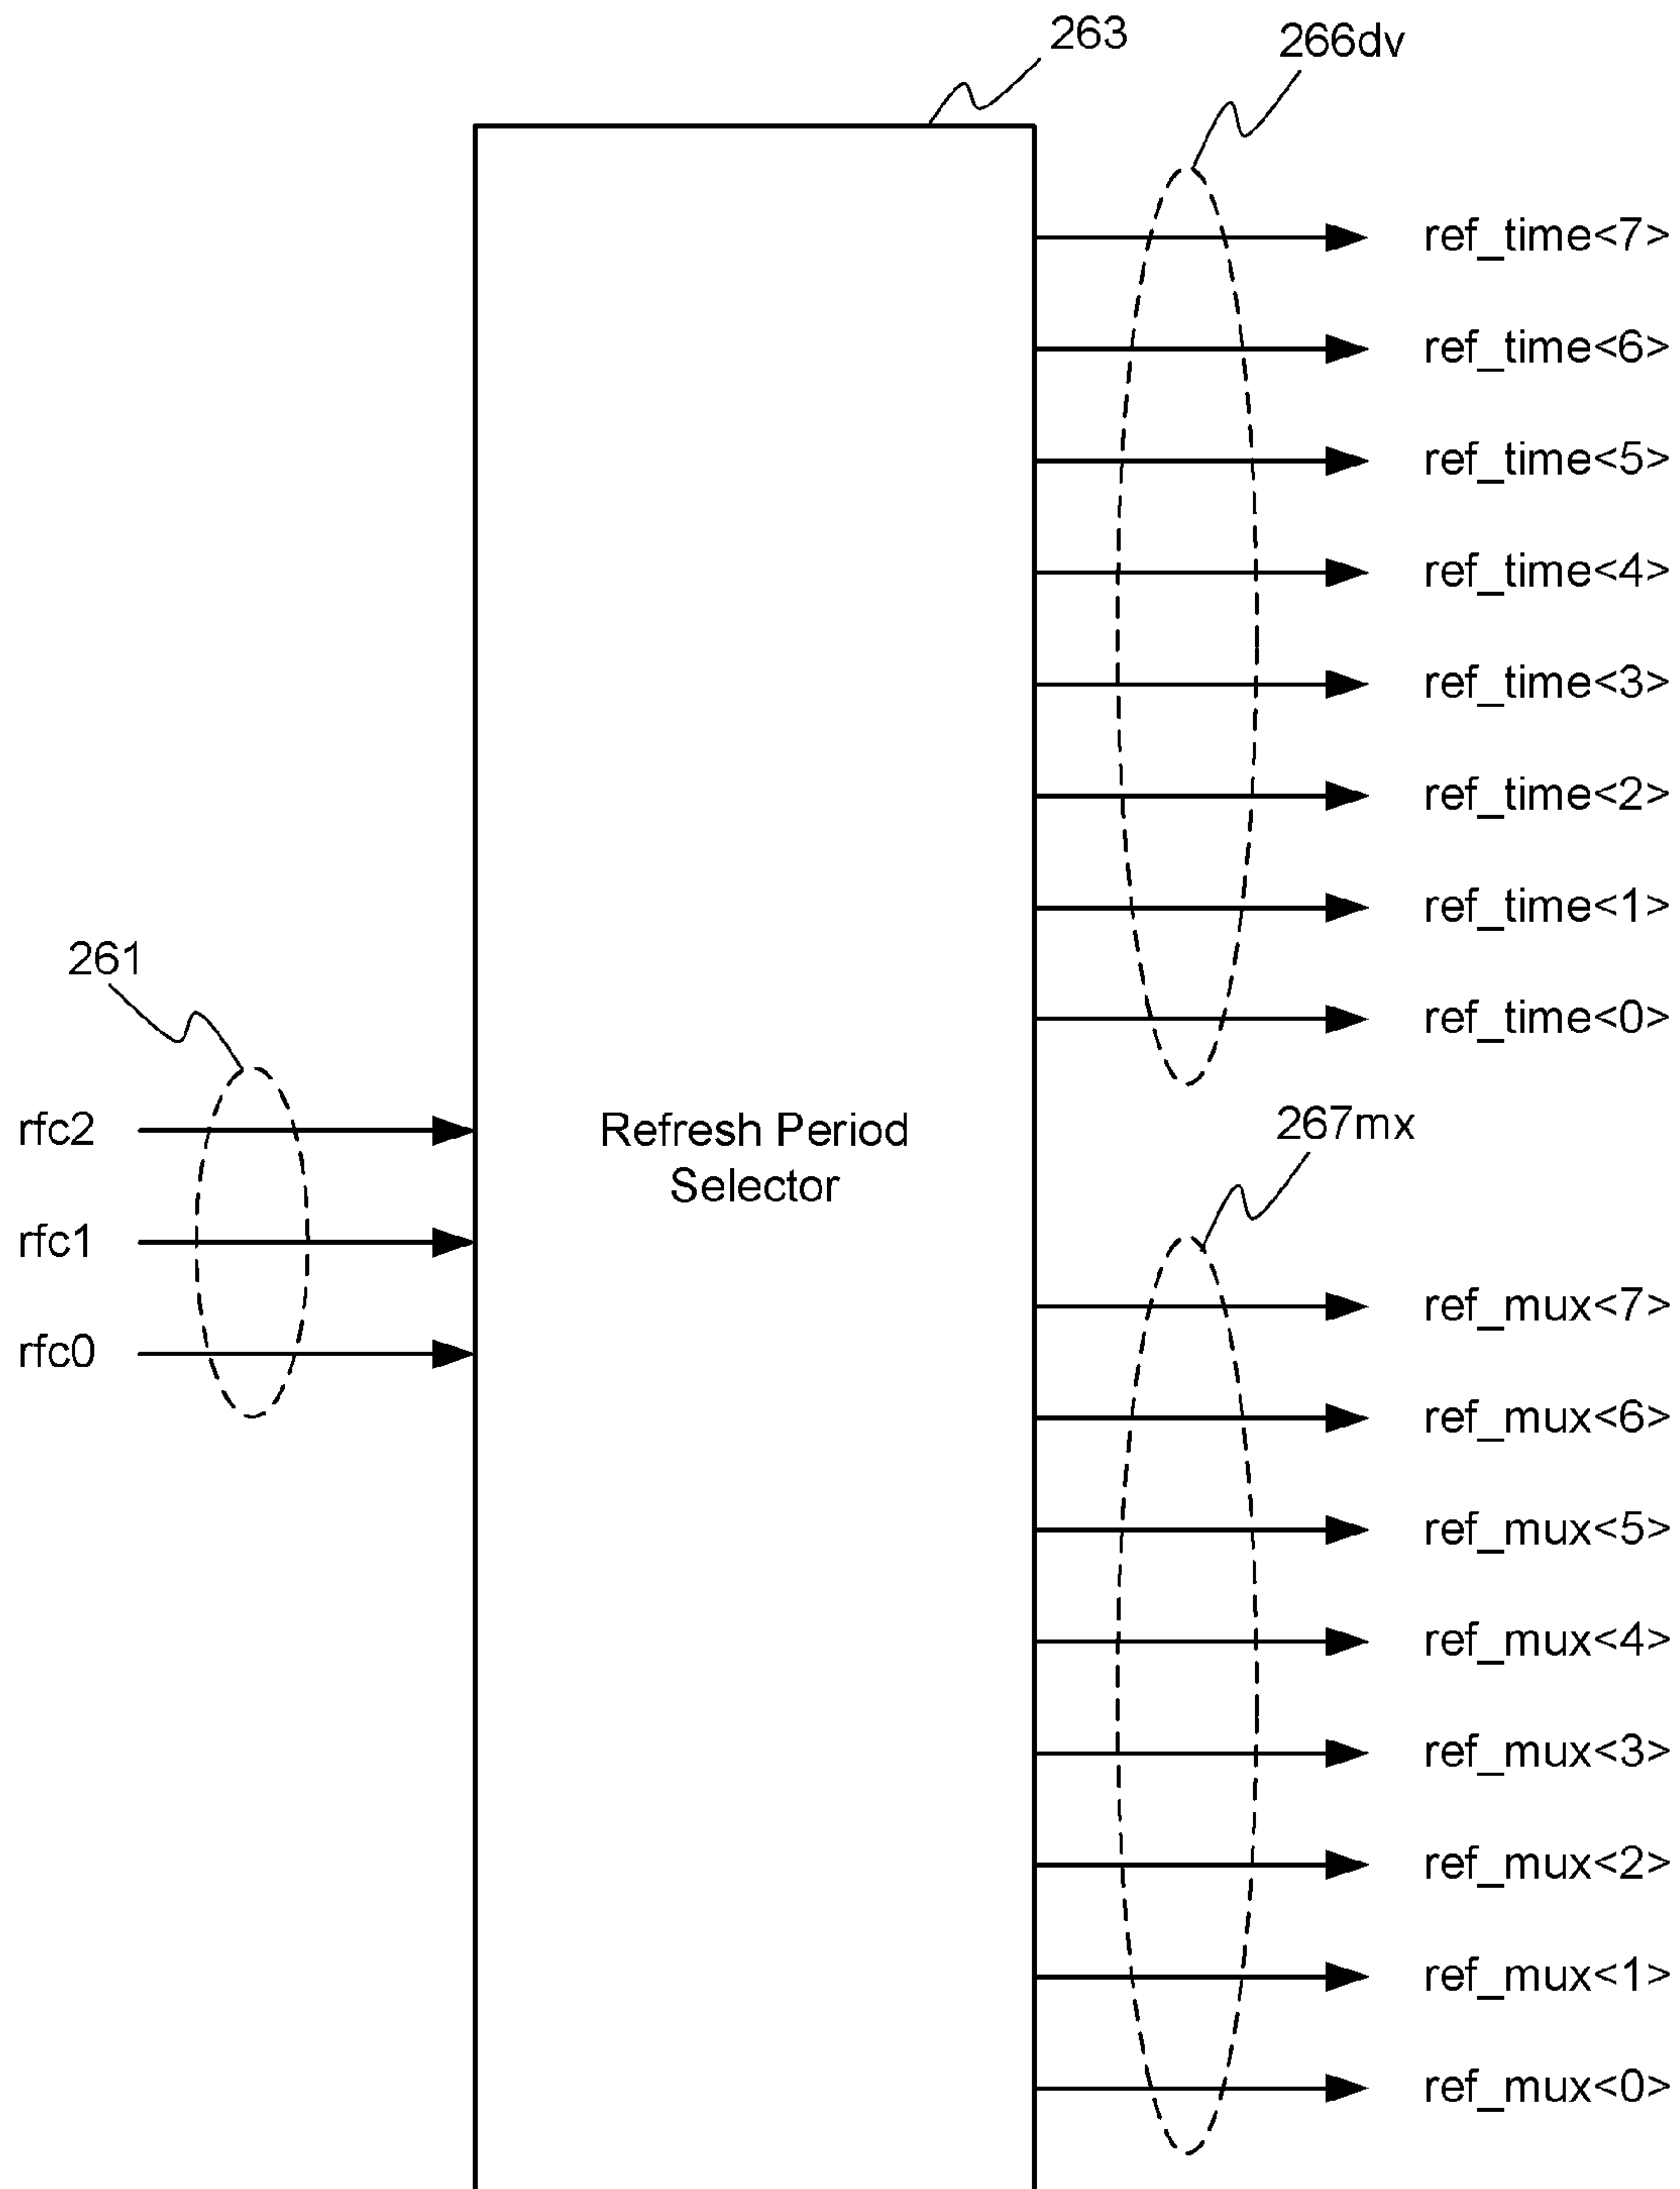 263
266dv
ref_time<7>
ref_time<6>
ref_time<5>
ref_time<4>
ref_time<3>
ref_time<2>
ref_time<1>
ref_time<0>
261
rfc2
rfc1
rfc0
Refresh Period
Selector
267mx
ref_mux<7>
ref_mux<6>
ref_mux<5>
ref_mux<4>
ref_mux<3>
ref_mux<2>
ref_mux<1>
ref_mux<0>